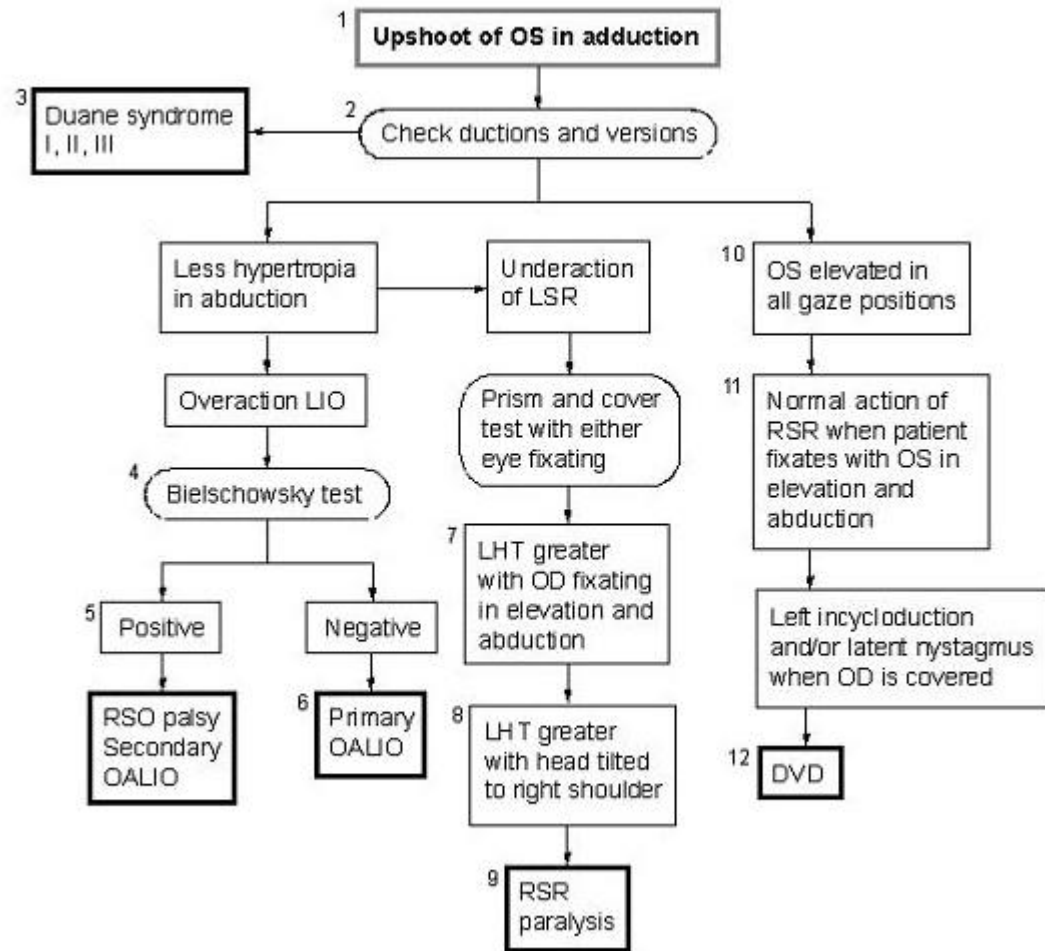 1
Upshoot of OS in adduction
3
Duane syndrome
I, II, III
2
Check ductions and versions
Less hypertropia
in abduction
Underaction
of LSR
10
OS elevated in
all gaze positions
Overaction LIO
Prism and cover
test with either
eye fixating
11
Normal action of
RSR when patient
fixates with OS in
elevation and
abduction
4
Bielschowsky test
7
LHT greater
with OD fixating
in elevation and
abduction
5
Positive
Negative
Left incycloduction
and/or latent nystagmus
when OD is covered
RSO palsy
Secondary
OALIO
6
Primary
OALIO
8
LHT greater
with head tilted
to right shoulder
12
DVD
9
RSR
paralysis